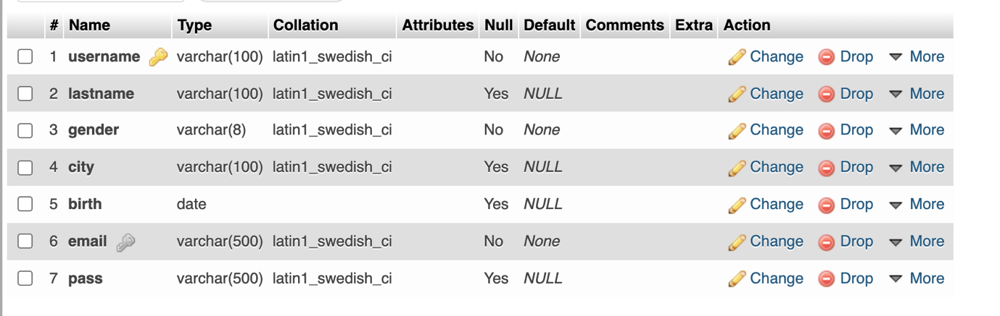 # Name Type Collation Attributes Null Default Comments Extra Action
1 username varchar(100) latin1_swedish_ci No None Change Drop More
2 lastname varchar(100) latin1_swedish_ci Yes NULL Change Drop More
3 gender varchar(8) latin1_swedish_ci No None Change Drop More
4 city varchar(100) latin1_swedish_ci Yes NULL Change Drop More
5 birth date Yes NULL Change Drop More
6 email varchar(500) latin1_swedish_ci No None Change Drop More
7 pass varchar(500) latin1_swedish_ci Yes NULL Change Drop More